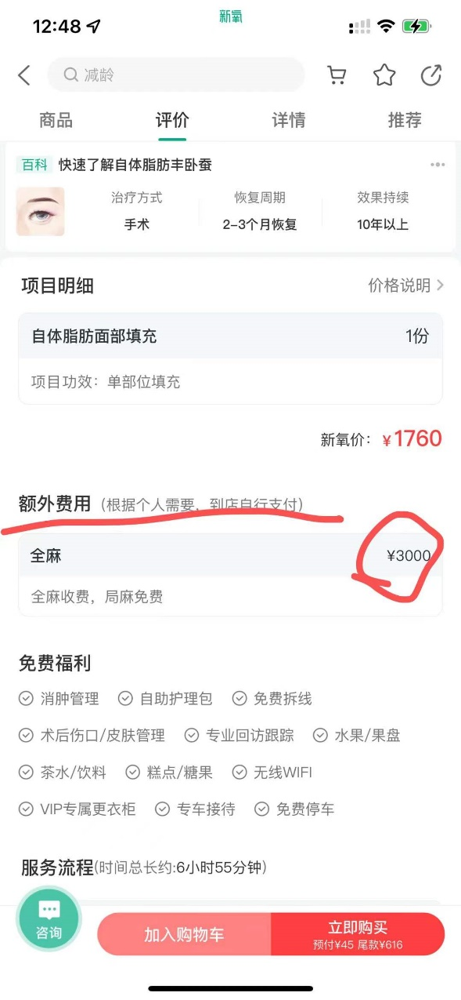 新氧
12:48
减龄
商品 评价 详情 推荐
百科 快速了解自体脂肪丰卧蚕
治疗方式 恢复周期 效果持续
手术 2-3个月恢复 10年以上
项目明细 价格说明
自体脂肪面部填充 1份
项目功效：单部位填充
新氧价：¥1760
额外费用（根据个人需要，到店自行支付）
全麻 ¥3000
全麻收费，局麻免费
免费福利
消肿管理 自助护理包 免费拆线
术后伤口/皮肤管理 专业回访跟踪 水果/果盘
茶水/饮料 糕点/糖果 无线WIFI
VIP专属更衣柜 专车接待 免费停车
服务流程(时间总长约:6小时55分钟)
咨询 加入购物车 立即购买
预付¥45 尾款¥616